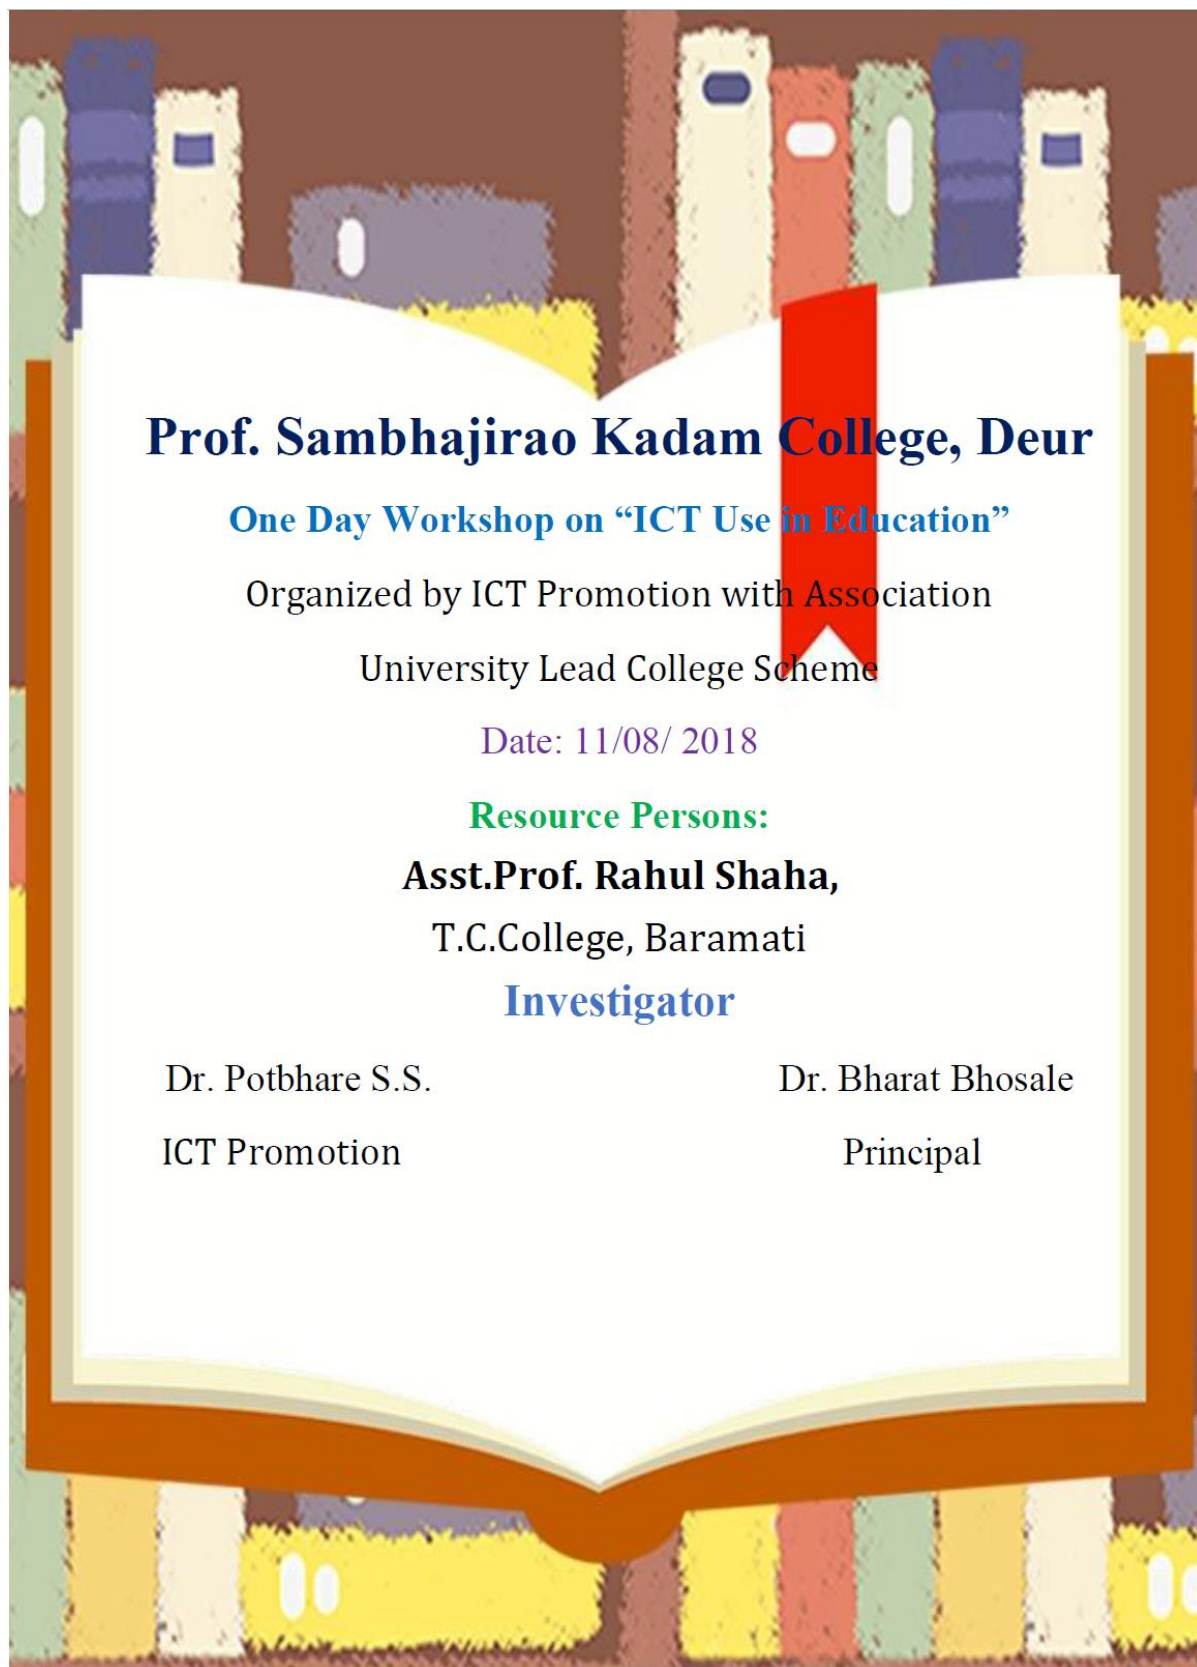 Prof. Sambhajirao Kadam College, Deur
One Day Workshop on “ICT Use in Education”
Organized by ICT Promotion with Association
University Lead College Scheme
Date: 11/08/ 2018
Resource Persons:
Asst.Prof. Rahul Shaha,
T.C.College, Baramati
Investigator
Dr. Potbhare S.S. Dr. Bharat Bhosale
ICT Promotion Principal